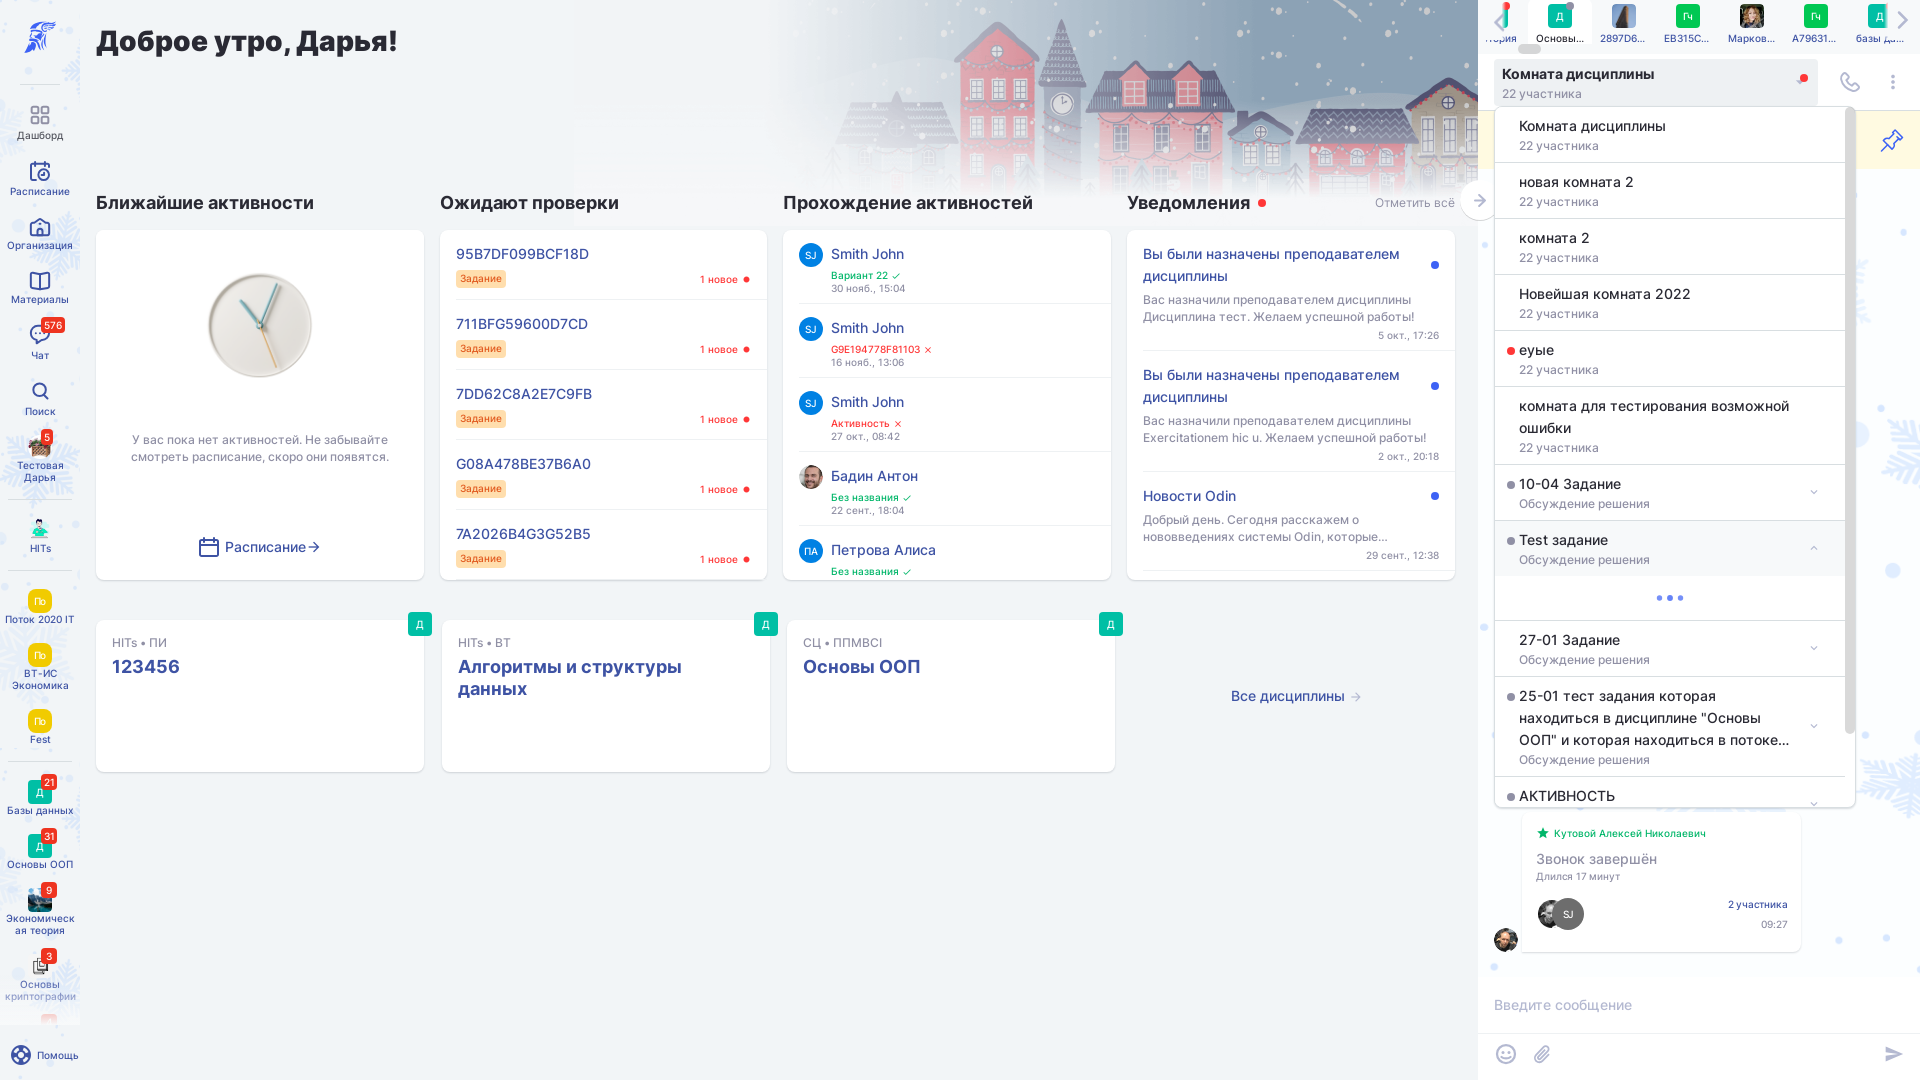 Дашборд
Расписание
Организация
Материалы
576
Чат
Поиск
5
Тестовая
Дарья
HITs
По
Поток 2020 IT
По
ВТ-ИС
Экономика
По
Fest
21
Д
Базы данных
31
Д
Основы ООП
9
Экономическ
ая теория
3
Основы
криптографии
Помощь
Доброе утро, Дарья!
Ближайшие активности
У вас пока нет активностей. Не забывайте
смотреть расписание, скоро они появятся.
Расписание
Ожидают проверки
95B7DF099BCF18D
Задание
1 новое
711BFG59600D7CD
Задание
1 новое
7DD62C8A2E7C9FB
Задание
1 новое
G08A478BE37B6A0
Задание
1 новое
7A2026B4G3G52B5
Задание
1 новое
Прохождение активностей
SJ
Smith John
Вариант 22
30 нояб., 15:04
SJ
Smith John
G9E194778F81103
16 нояб., 13:06
SJ
Smith John
Активность
27 окт., 08:42
Бадин Антон
Без названия
22 сент., 18:04
ПА
Петрова Алиса
Без названия
Уведомления
Отметить всё
Вы были назначены преподавателем
дисциплины
Вас назначили преподавателем дисциплины
Дисциплина тест. Желаем успешной работы!
5 окт., 17:26
Вы были назначены преподавателем
дисциплины
Вас назначили преподавателем дисциплины
Exercitationem hic u. Желаем успешной работы!
2 окт., 20:18
Новости Odin
Добрый день. Сегодня расскажем о
нововведениях системы Odin, которые...
29 сент., 12:38
Д
HITs • ПИ
123456
Д
HITs • ВТ
Алгоритмы и структуры
данных
Д
СЦ • ППМВСІ
Основы ООП
Все дисциплины
Д
Основы...
2897D6...
Гч
EB315C...
Марков...
Гч
A79631...
Д
базы да...
Комната дисциплины
22 участника
Комната дисциплины
22 участника
новая комната 2
22 участника
комната 2
22 участника
Новейшая комната 2022
22 участника
еуые
22 участника
комната для тестирования возможной
ошибки
22 участника
10-04 Задание
Обсуждение решения
Test задание
Обсуждение решения
27-01 Задание
Обсуждение решения
25-01 тест задания которая
находиться в дисциплине "Основы
ООП" и которая находиться в потоке...
Обсуждение решения
АКТИВНОСТЬ
Кутовой Алексей Николаевич
Звонок завершён
Длился 17 минут
SJ
2 участника
09:27
Введите сообщение